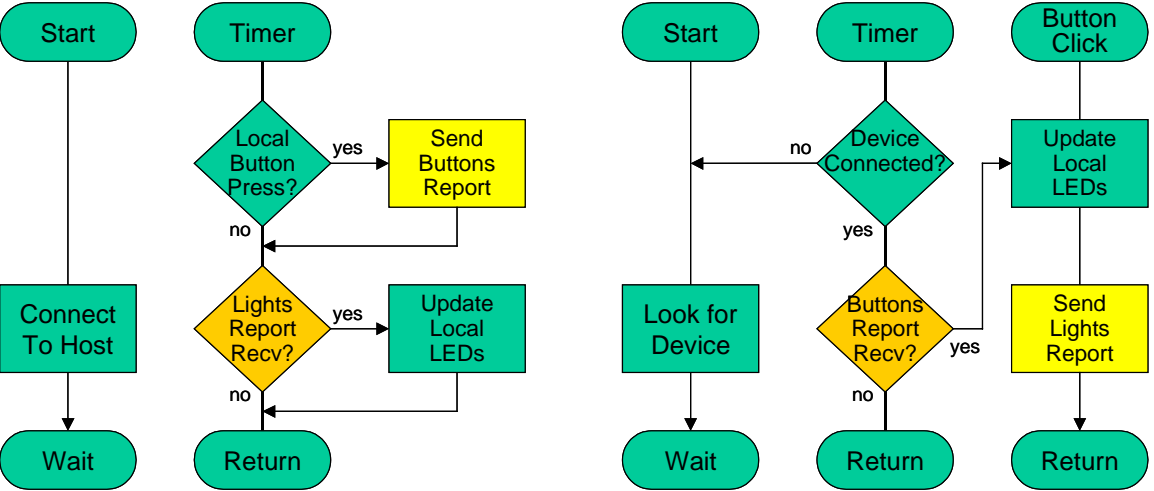 Start
Connect
To Host
Wait
Timer
Local
Button
Press?
yes
Send
Buttons
Report
no
Lights
Report
Recv?
yes
Update
Local
LEDs
no
Return
Start
Look for
Device
Wait
Timer
Device
Connected?
no
yes
Buttons
Report
Recv?
yes
no
Return
Button
Click
Update
Local
LEDs
Send
Lights
Report
Return